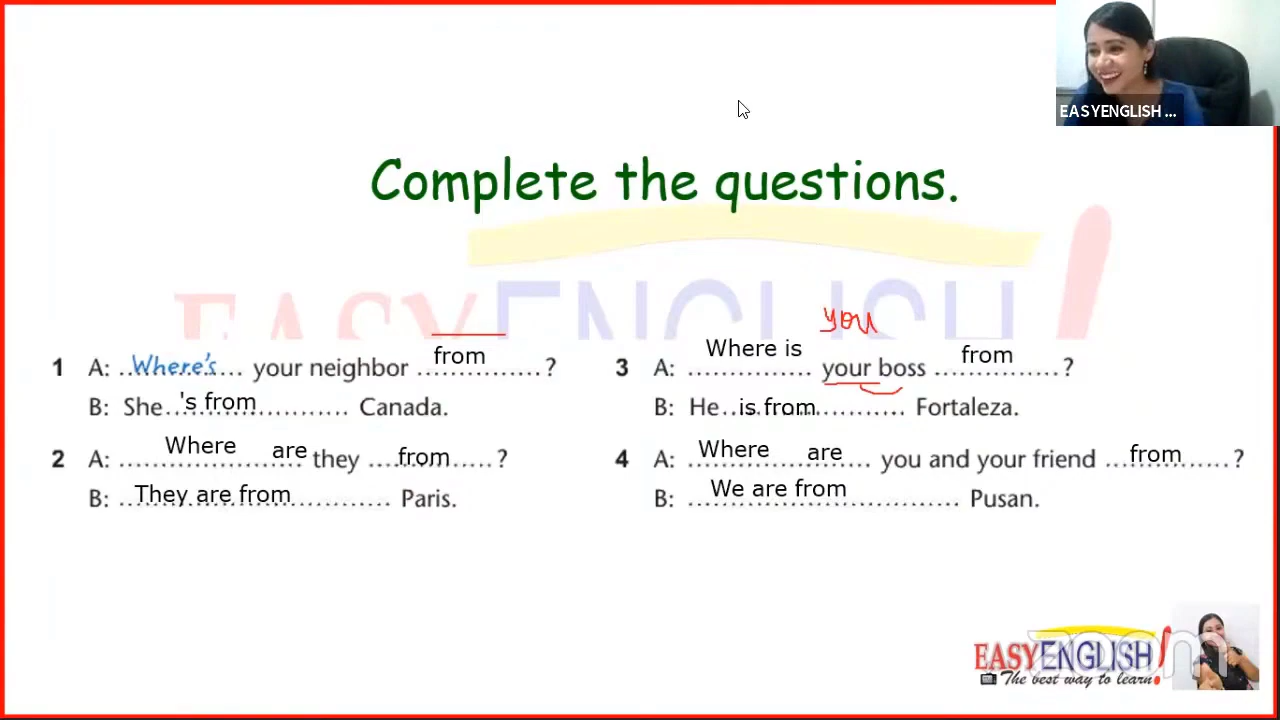 EASYENGLISH ...
Complete the questions.
EASYENGLISH!
you
1 A: Where's your neighbor from ?
B: She 's from Canada.
2 A: Where are they from ?
B: They are from Paris.
3 A: Where is your boss from ?
B: He is from Fortaleza.
4 A: Where are you and your friend from ?
B: We are from Pusan.
EASYENGLISH!
The best way to learn!
zoom